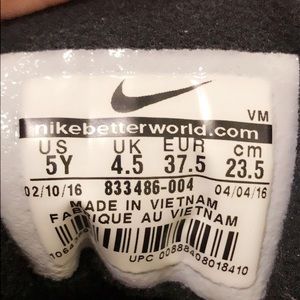 VM
nikebetterworld.com
US UK EUR cm
5Y 4.5 37.5 23.5
02/10/16 833486-004 04/04/16
MADE IN VIETNAM
FABRIQUE AU VIETNAM
UPC 00888408018410